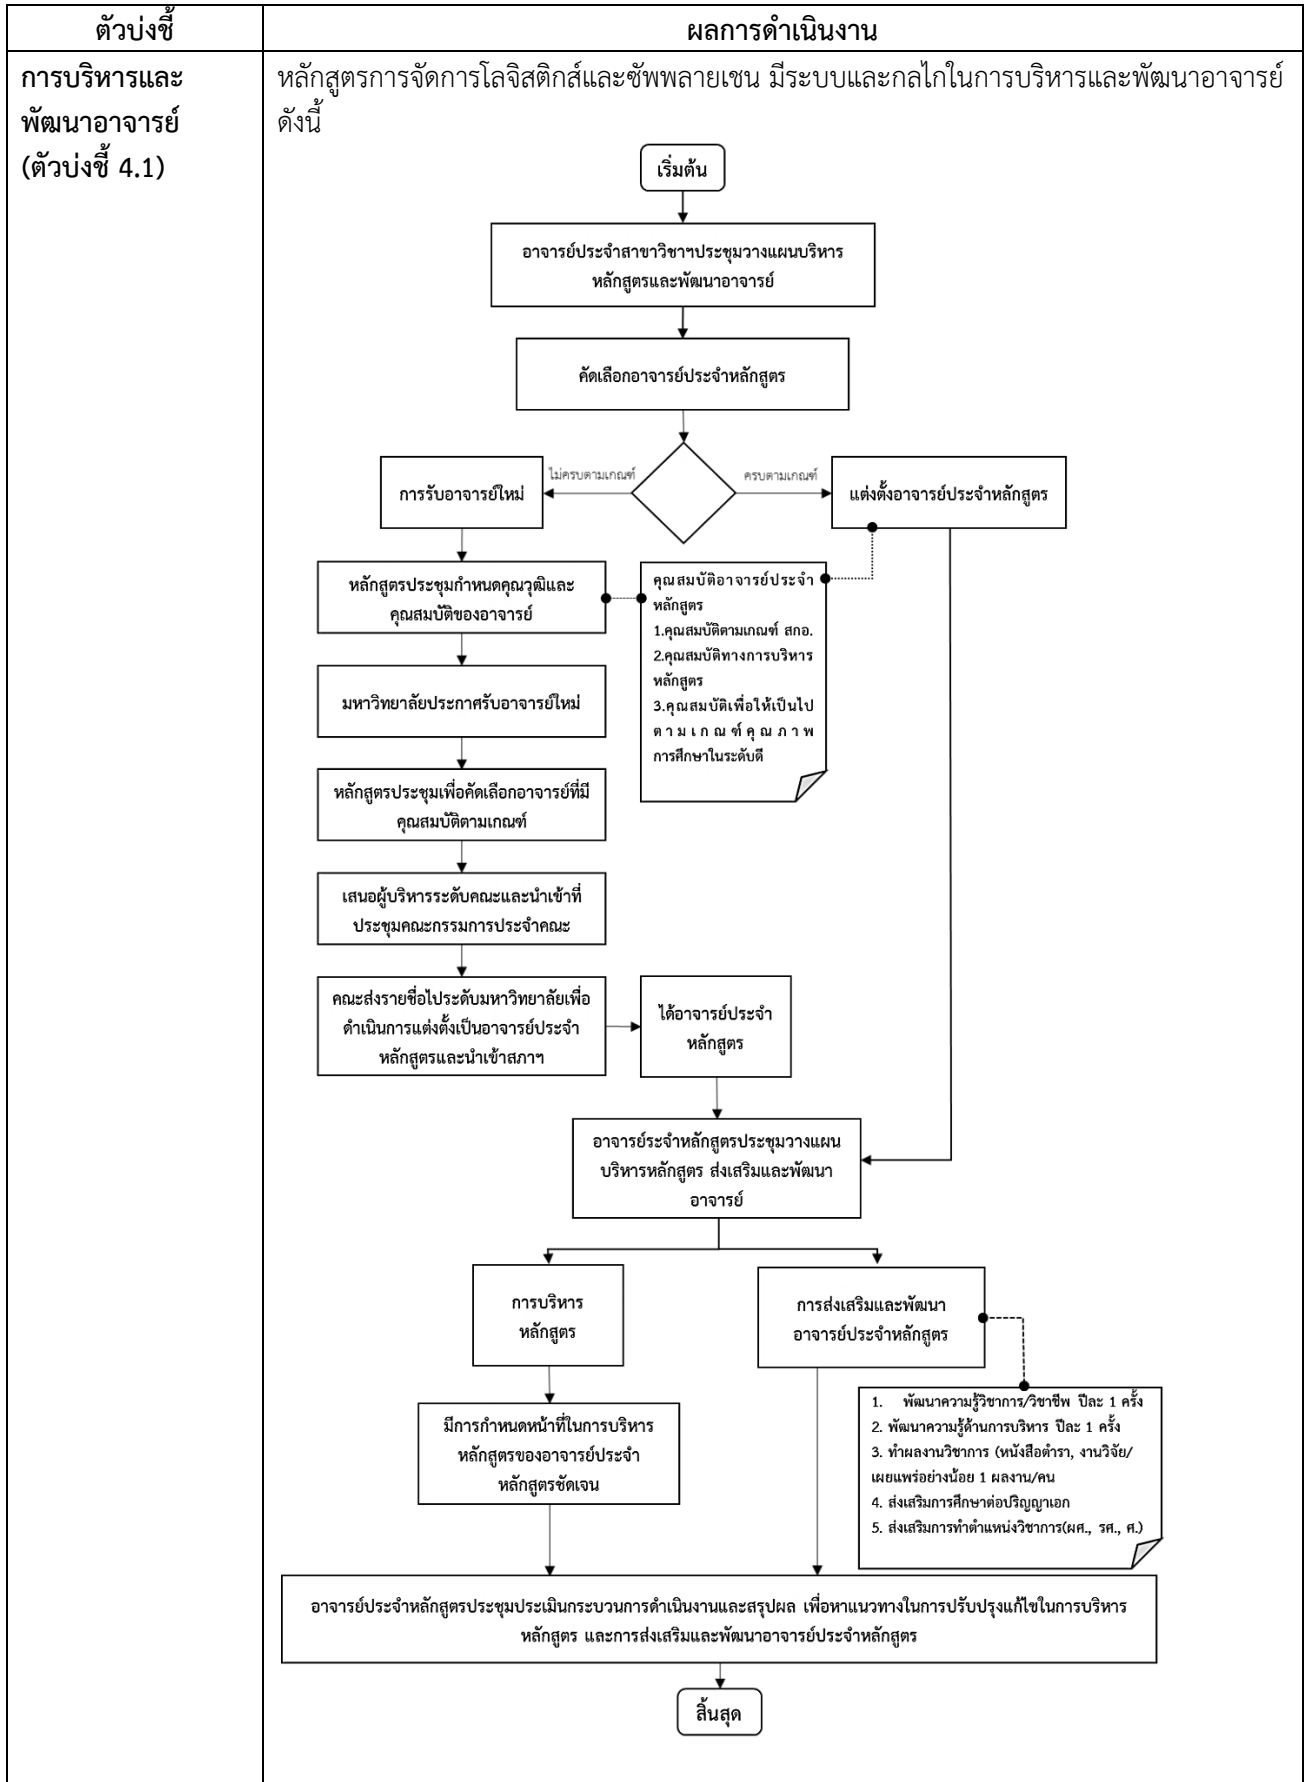 ตัวบ่งชี้
ผลการดำเนินงาน
การบริหารและ
พัฒนาอาจารย์
(ตัวบ่งชี้ 4.1)
หลักสูตรการจัดการโลจิสติกส์และซัพพลายเชน มีระบบและกลไกในการบริหารและพัฒนาอาจารย์
ดังนี้
เริ่มต้น
อาจารย์ประจำสาขาวิชาฯประชุมวางแผนบริหาร
หลักสูตรและพัฒนาอาจารย์
คัดเลือกอาจารย์ประจำหลักสูตร
ไม่ครบตามเกณฑ์
ครบตามเกณฑ์
การรับอาจารย์ใหม่
แต่งตั้งอาจารย์ประจำหลักสูตร
หลักสูตรประชุมกำหนดคุณวุฒิและ
คุณสมบัติของอาจารย์
คุณสมบัติอาจารย์ประจำ
หลักสูตร
1.คุณสมบัติตามเกณฑ์ สกอ.
2.คุณสมบัติทางการบริหาร
หลักสูตร
3.คุณสมบัติเพื่อให้เป็นไป
ตามเกณฑ์คุณภาพ
การศึกษาในระดับดี
มหาวิทยาลัยประกาศรับอาจารย์ใหม่
หลักสูตรประชุมเพื่อคัดเลือกอาจารย์ที่มี
คุณสมบัติตามเกณฑ์
เสนอผู้บริหารระดับคณะและนำเข้าที่
ประชุมคณะกรรมการประจำคณะ
คณะส่งรายชื่อไประดับมหาวิทยาลัยเพื่อ
ดำเนินการแต่งตั้งเป็นอาจารย์ประจำ
หลักสูตรและนำเข้าสภาฯ
ได้อาจารย์ประจำ
หลักสูตร
อาจารย์ระจำหลักสูตรประชุมวางแผน
บริหารหลักสูตร ส่งเสริมและพัฒนา
อาจารย์
การบริหาร
หลักสูตร
การส่งเสริมและพัฒนา
อาจารย์ประจำหลักสูตร
มีการกำหนดหน้าที่ในการบริหาร
หลักสูตรของอาจารย์ประจำ
หลักสูตรชัดเจน
1. พัฒนาความรู้วิชาการ/วิชาชีพ ปีละ 1 ครั้ง
2. พัฒนาความรู้ด้านการบริหาร ปีละ 1 ครั้ง
3. ทำผลงานวิชาการ (หนังสือตำรา, งานวิจัย/
เผยแพร่อย่างน้อย 1 ผลงาน/คน
4. ส่งเสริมการศึกษาต่อปริญญาเอก
5. ส่งเสริมการทำตำแหน่งวิชาการ(ผศ., รศ., ศ.)
อาจารย์ประจำหลักสูตรประชุมประเมินกระบวนการดำเนินงานและสรุปผล เพื่อหาแนวทางในการปรับปรุงแก้ไขในการบริหาร
หลักสูตร และการส่งเสริมและพัฒนาอาจารย์ประจำหลักสูตร
สิ้นสุด